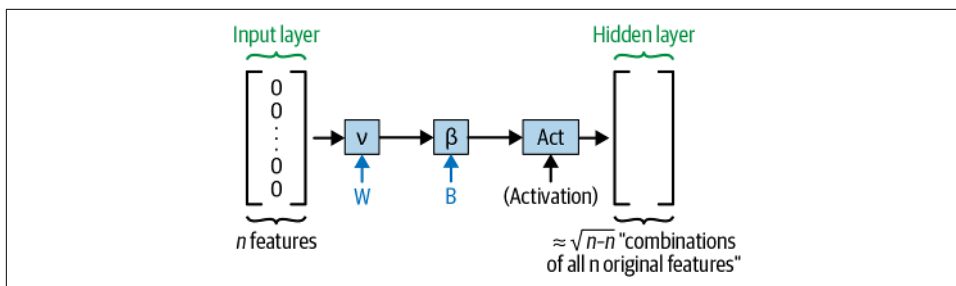 Input layer
Hidden layer
0
0
⋮
0
0
ν
β
Act
W
B
(Activation)
n features
≈ √n-n "combinations
of all n original features"